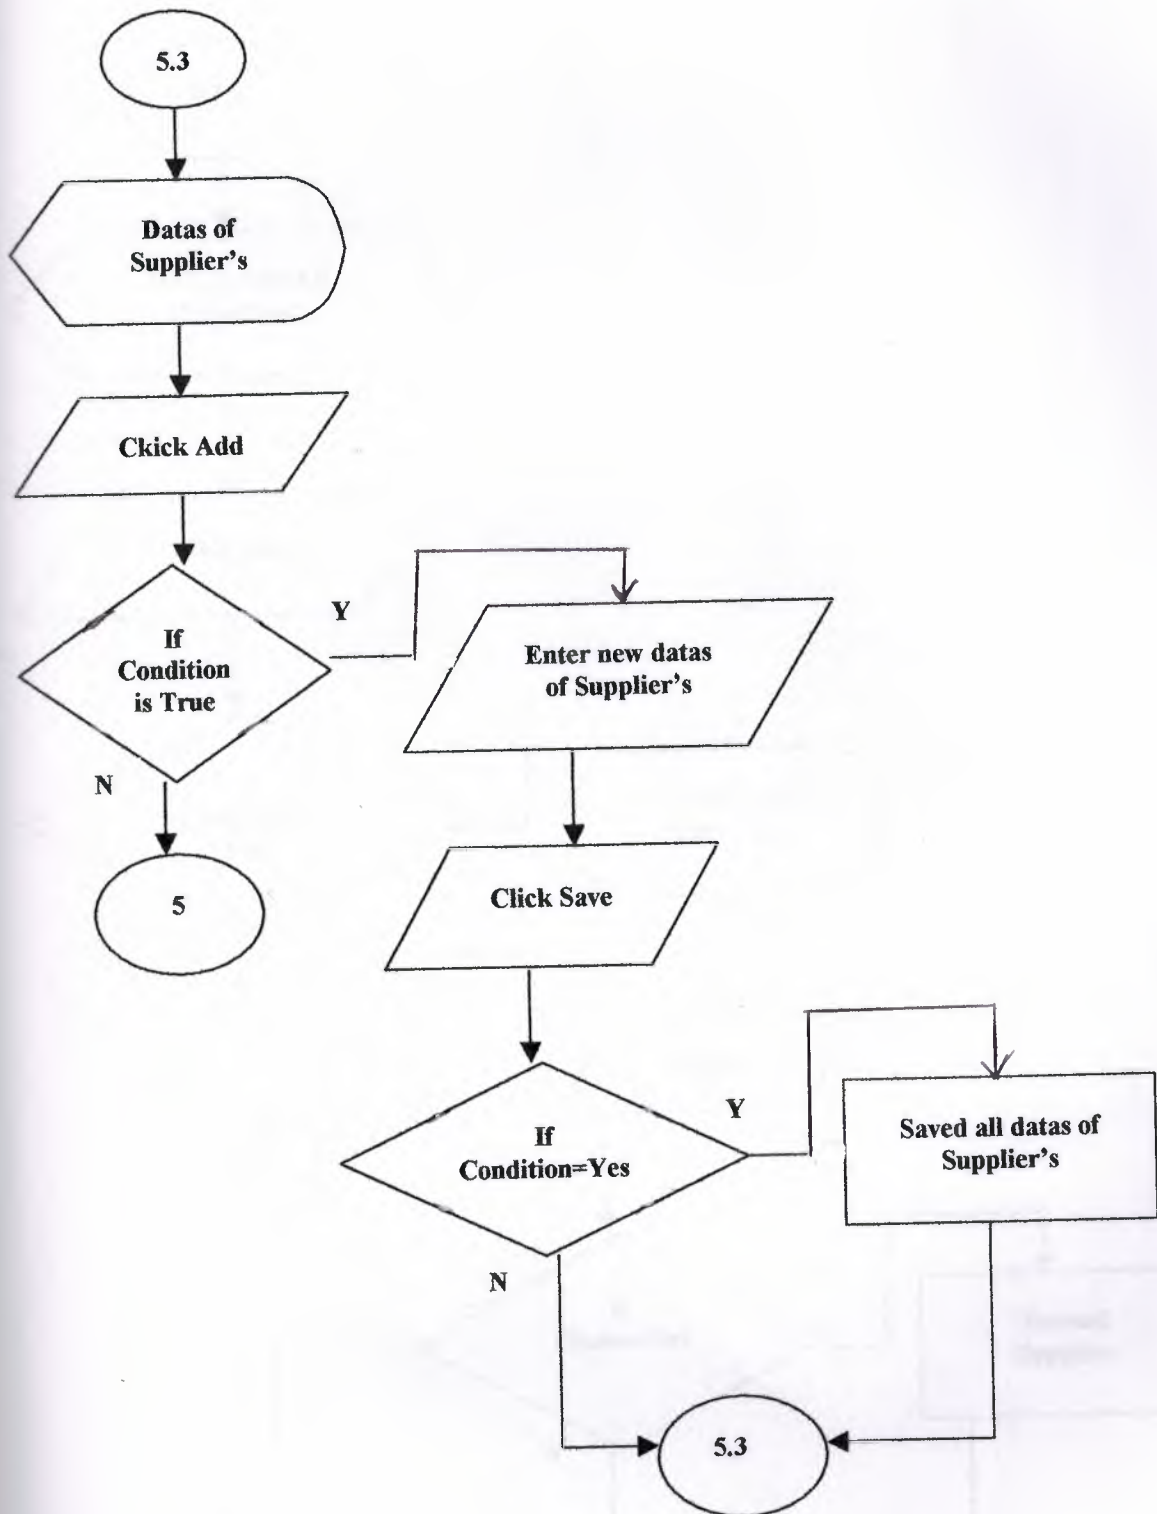 5.3
Datas of
Supplier's
Ckick Add
If
Condition
is True
Y
N
Enter new datas
of Supplier's
5
Click Save
If
Condition=Yes
Y
N
Saved all datas of
Supplier's
5.3